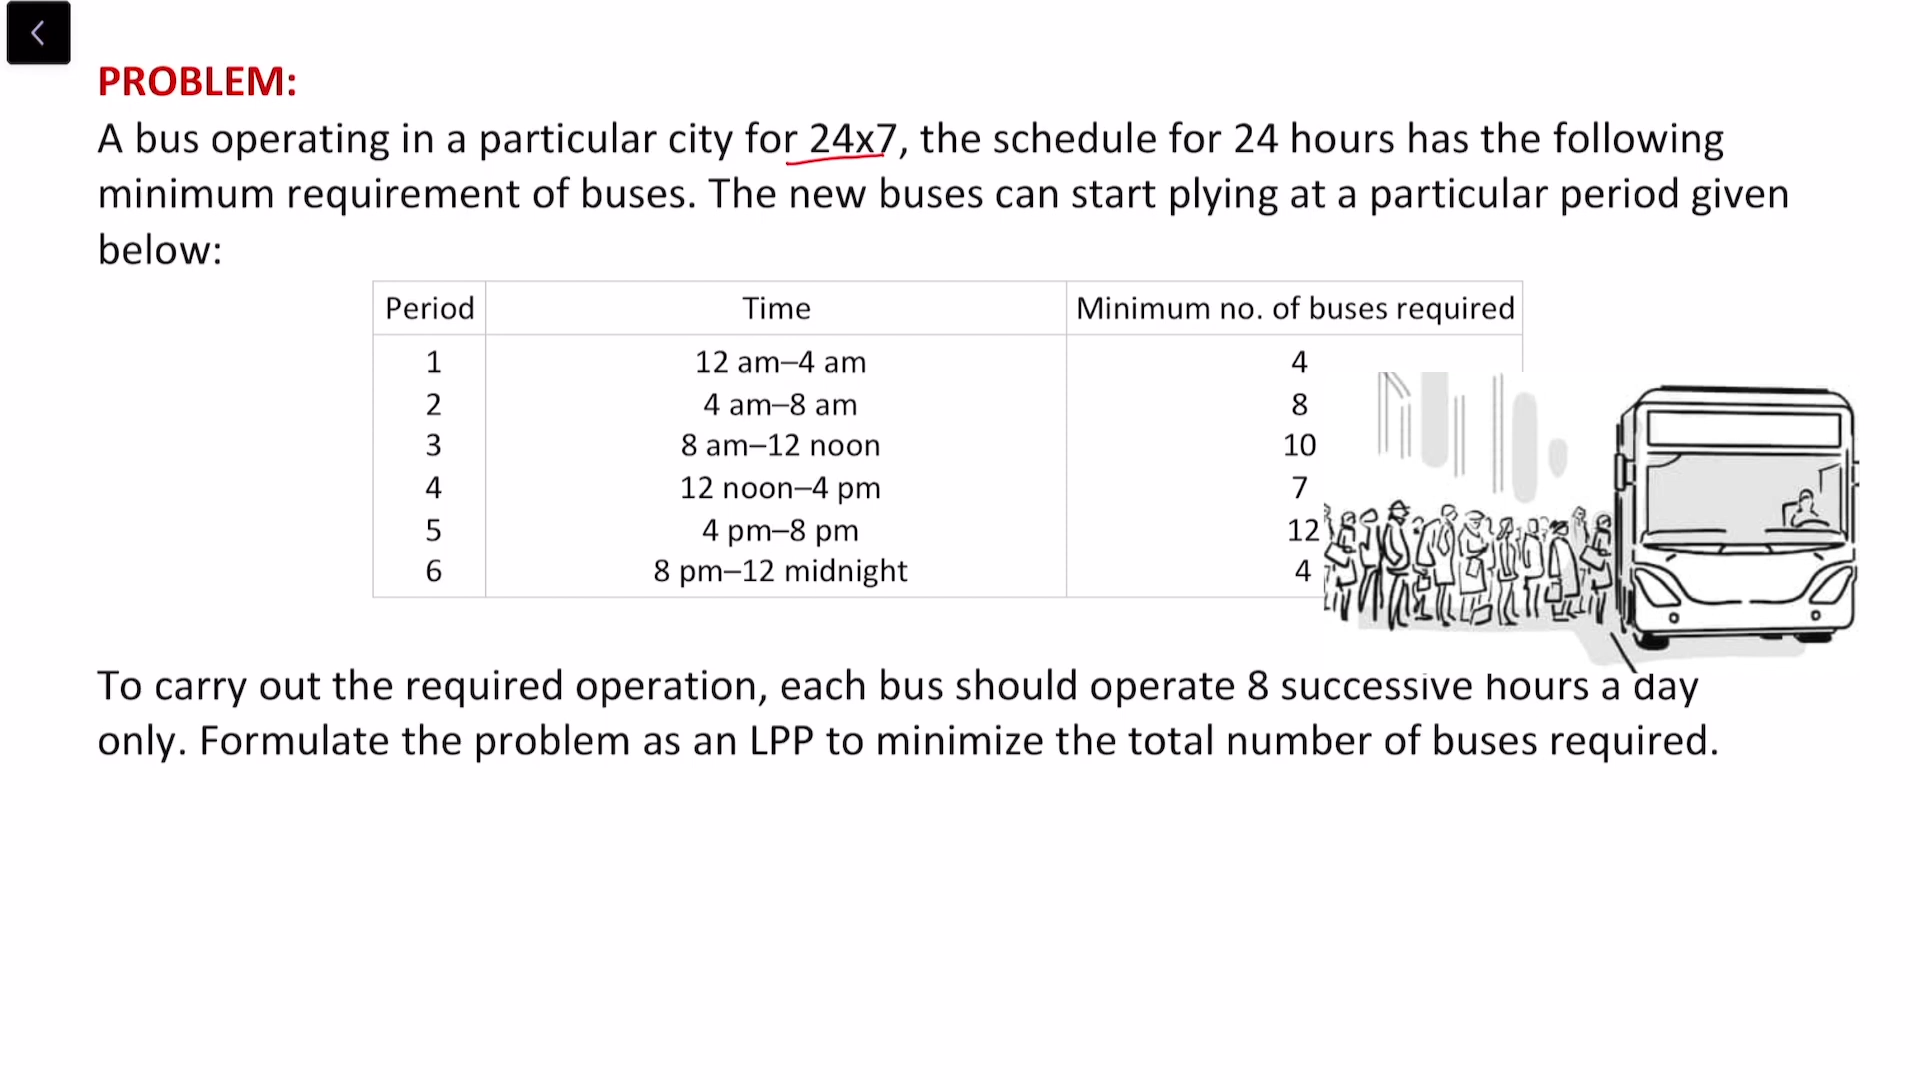 PROBLEM:
A bus operating in a particular city for 24x7, the schedule for 24 hours has the following
minimum requirement of buses. The new buses can start plying at a particular period given
below:
Period Time Minimum no. of buses required
1 12 am–4 am 4
2 4 am–8 am 8
3 8 am–12 noon 10
4 12 noon–4 pm 7
5 4 pm–8 pm 12
6 8 pm–12 midnight 4
To carry out the required operation, each bus should operate 8 successive hours a day
only. Formulate the problem as an LPP to minimize the total number of buses required.